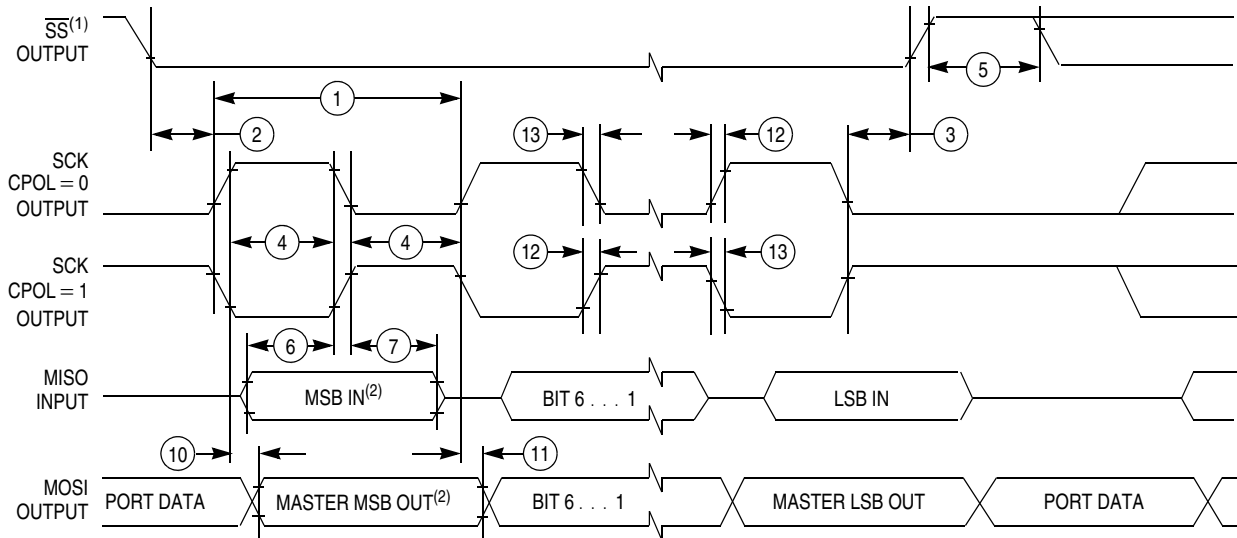 SS(1)
OUTPUT
5
1
2
13
12
3
SCK
CPOL = 0
OUTPUT
4
4
12
13
SCK
CPOL = 1
OUTPUT
6
7
MISO
INPUT
MSB IN(2)
BIT 6 . . . 1
LSB IN
10
11
MOSI
OUTPUT
PORT DATA
MASTER MSB OUT(2)
BIT 6 . . . 1
MASTER LSB OUT
PORT DATA